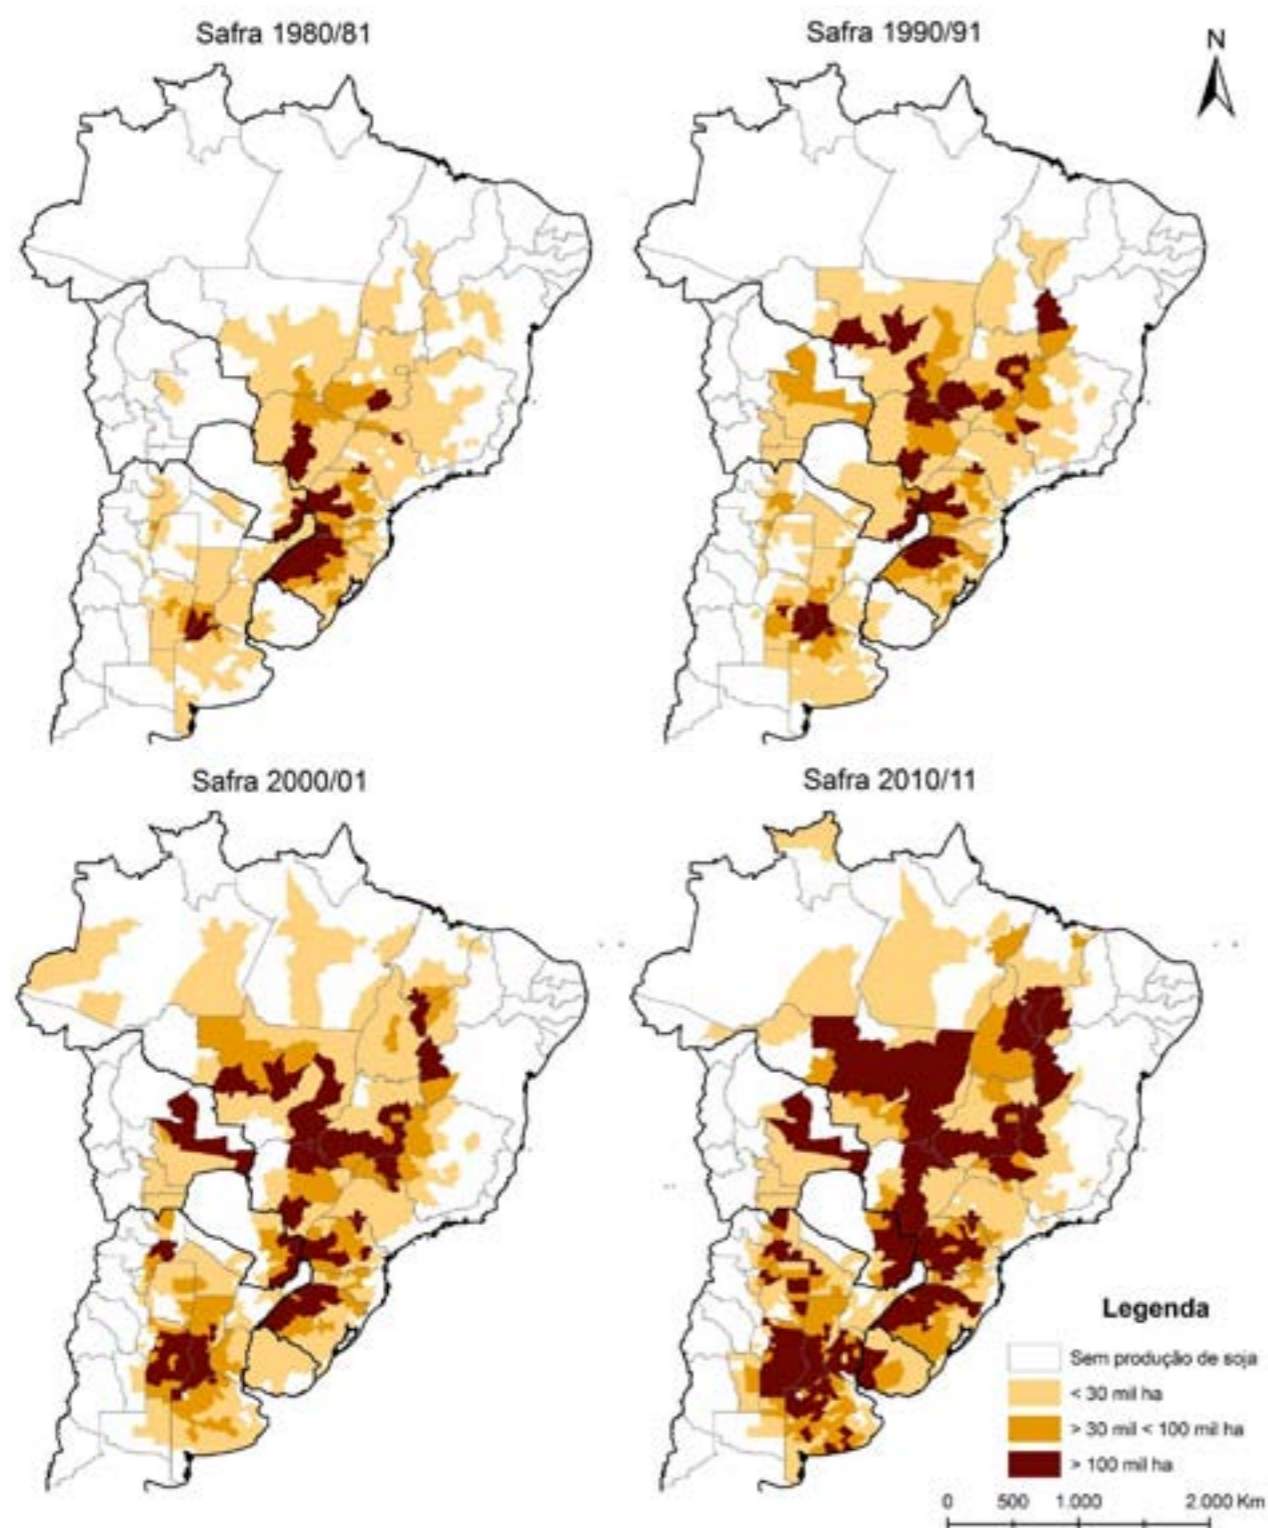 Safra 1980/81
Safra 1990/91
N
Safra 2000/01
Safra 2010/11
Legenda
Sem produção de soja
< 30 mil ha
> 30 mil < 100 mil ha
> 100 mil ha
0 500 1.000 2.000 Km